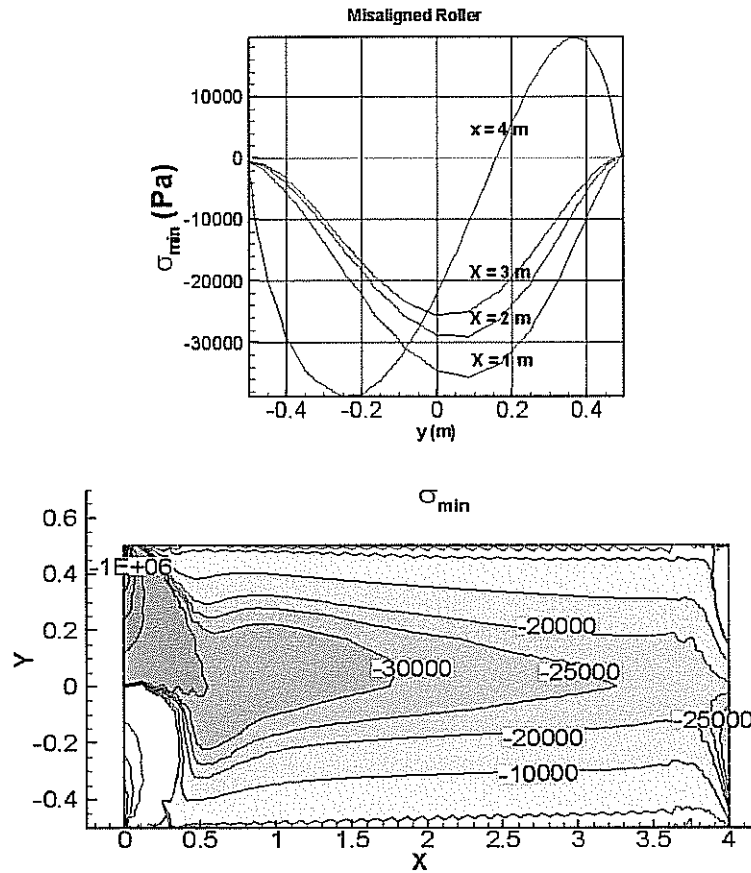 Misaligned Roller
σmin (Pa)
10000
0
-10000
-20000
-30000
x = 4 m
X = 3 m
X = 2 m
X = 1 m
-0.4 -0.2 0 0.2 0.4
y (m)
σmin
Y
0.6
0.4
0.2
0
-0.2
-0.4
-1E+06
-20000
-30000
-25000
-25000
-20000
-10000
0 0.5 1 1.5 2 2.5 3 3.5 4
X